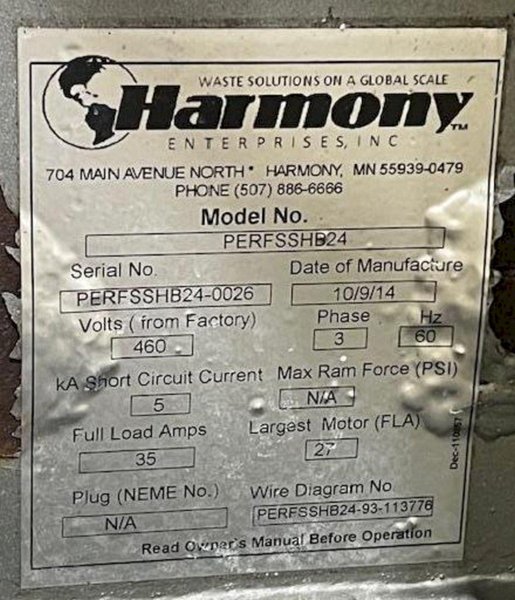 WASTE SOLUTIONS ON A GLOBAL SCALE
Harmony™
ENTERPRISES, INC
704 MAIN AVENUE NORTH * HARMONY, MN 55939-0479
PHONE (507) 886-6666
Model No.
PERFSSHB24
Serial No. Date of Manufacture
PERFSSHB24-0026 10/9/14
Volts (from Factory) Phase Hz
460 3 60
kA Short Circuit Current Max Ram Force (PSI)
5 N/A
Full Load Amps Largest Motor (FLA)
35 27
Plug (NEME No.) Wire Diagram No
N/A PERFSSHB24-93-113776
Read Owner's Manual Before Operation